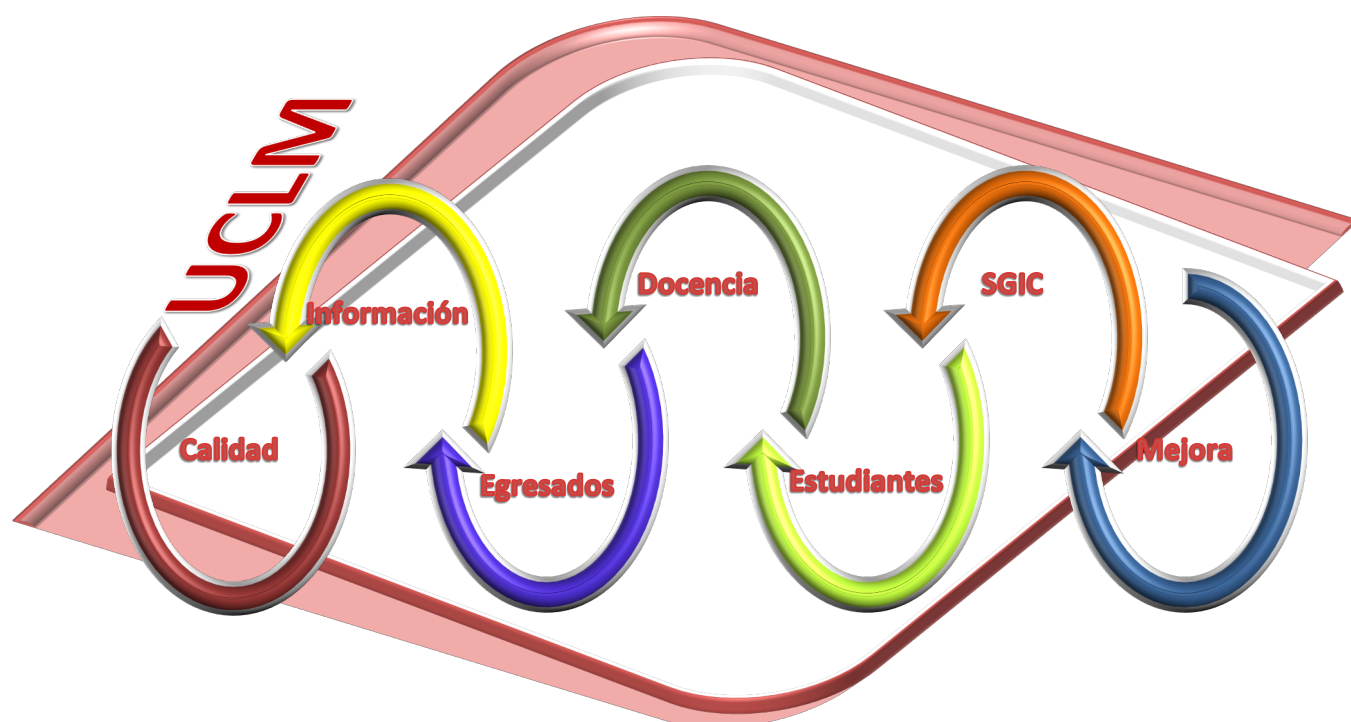 UCLM
Información
Docencia
SGIC
Calidad
Egresados
Estudiantes
Mejora